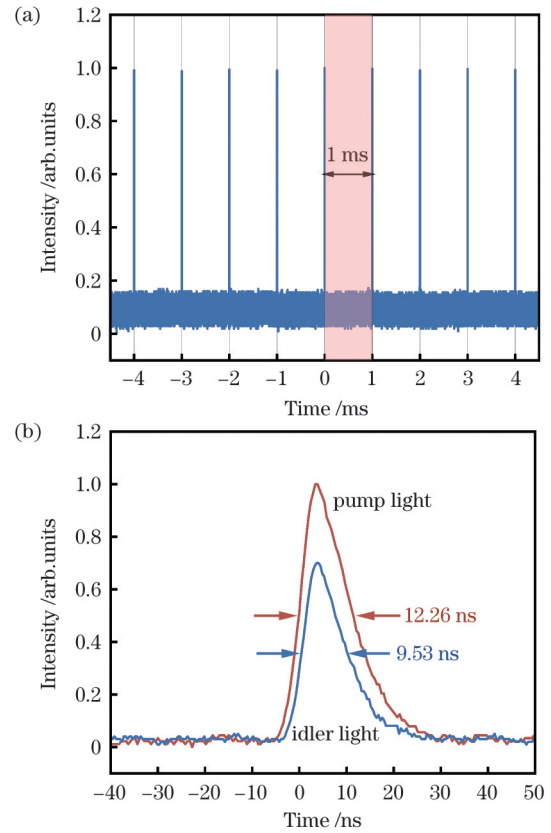 (a)
1.2
1.0
0.8
0.6
0.4
0.2
0
Intensity /arb.units
1 ms
−4 −3 −2 −1 0 1 2 3 4
Time /ms
(b)
1.2
1.0
0.8
0.6
0.4
0.2
0
Intensity /arb.units
pump light
12.26 ns
9.53 ns
idler light
−40 −30 −20 −10 0 10 20 30 40 50
Time /ns